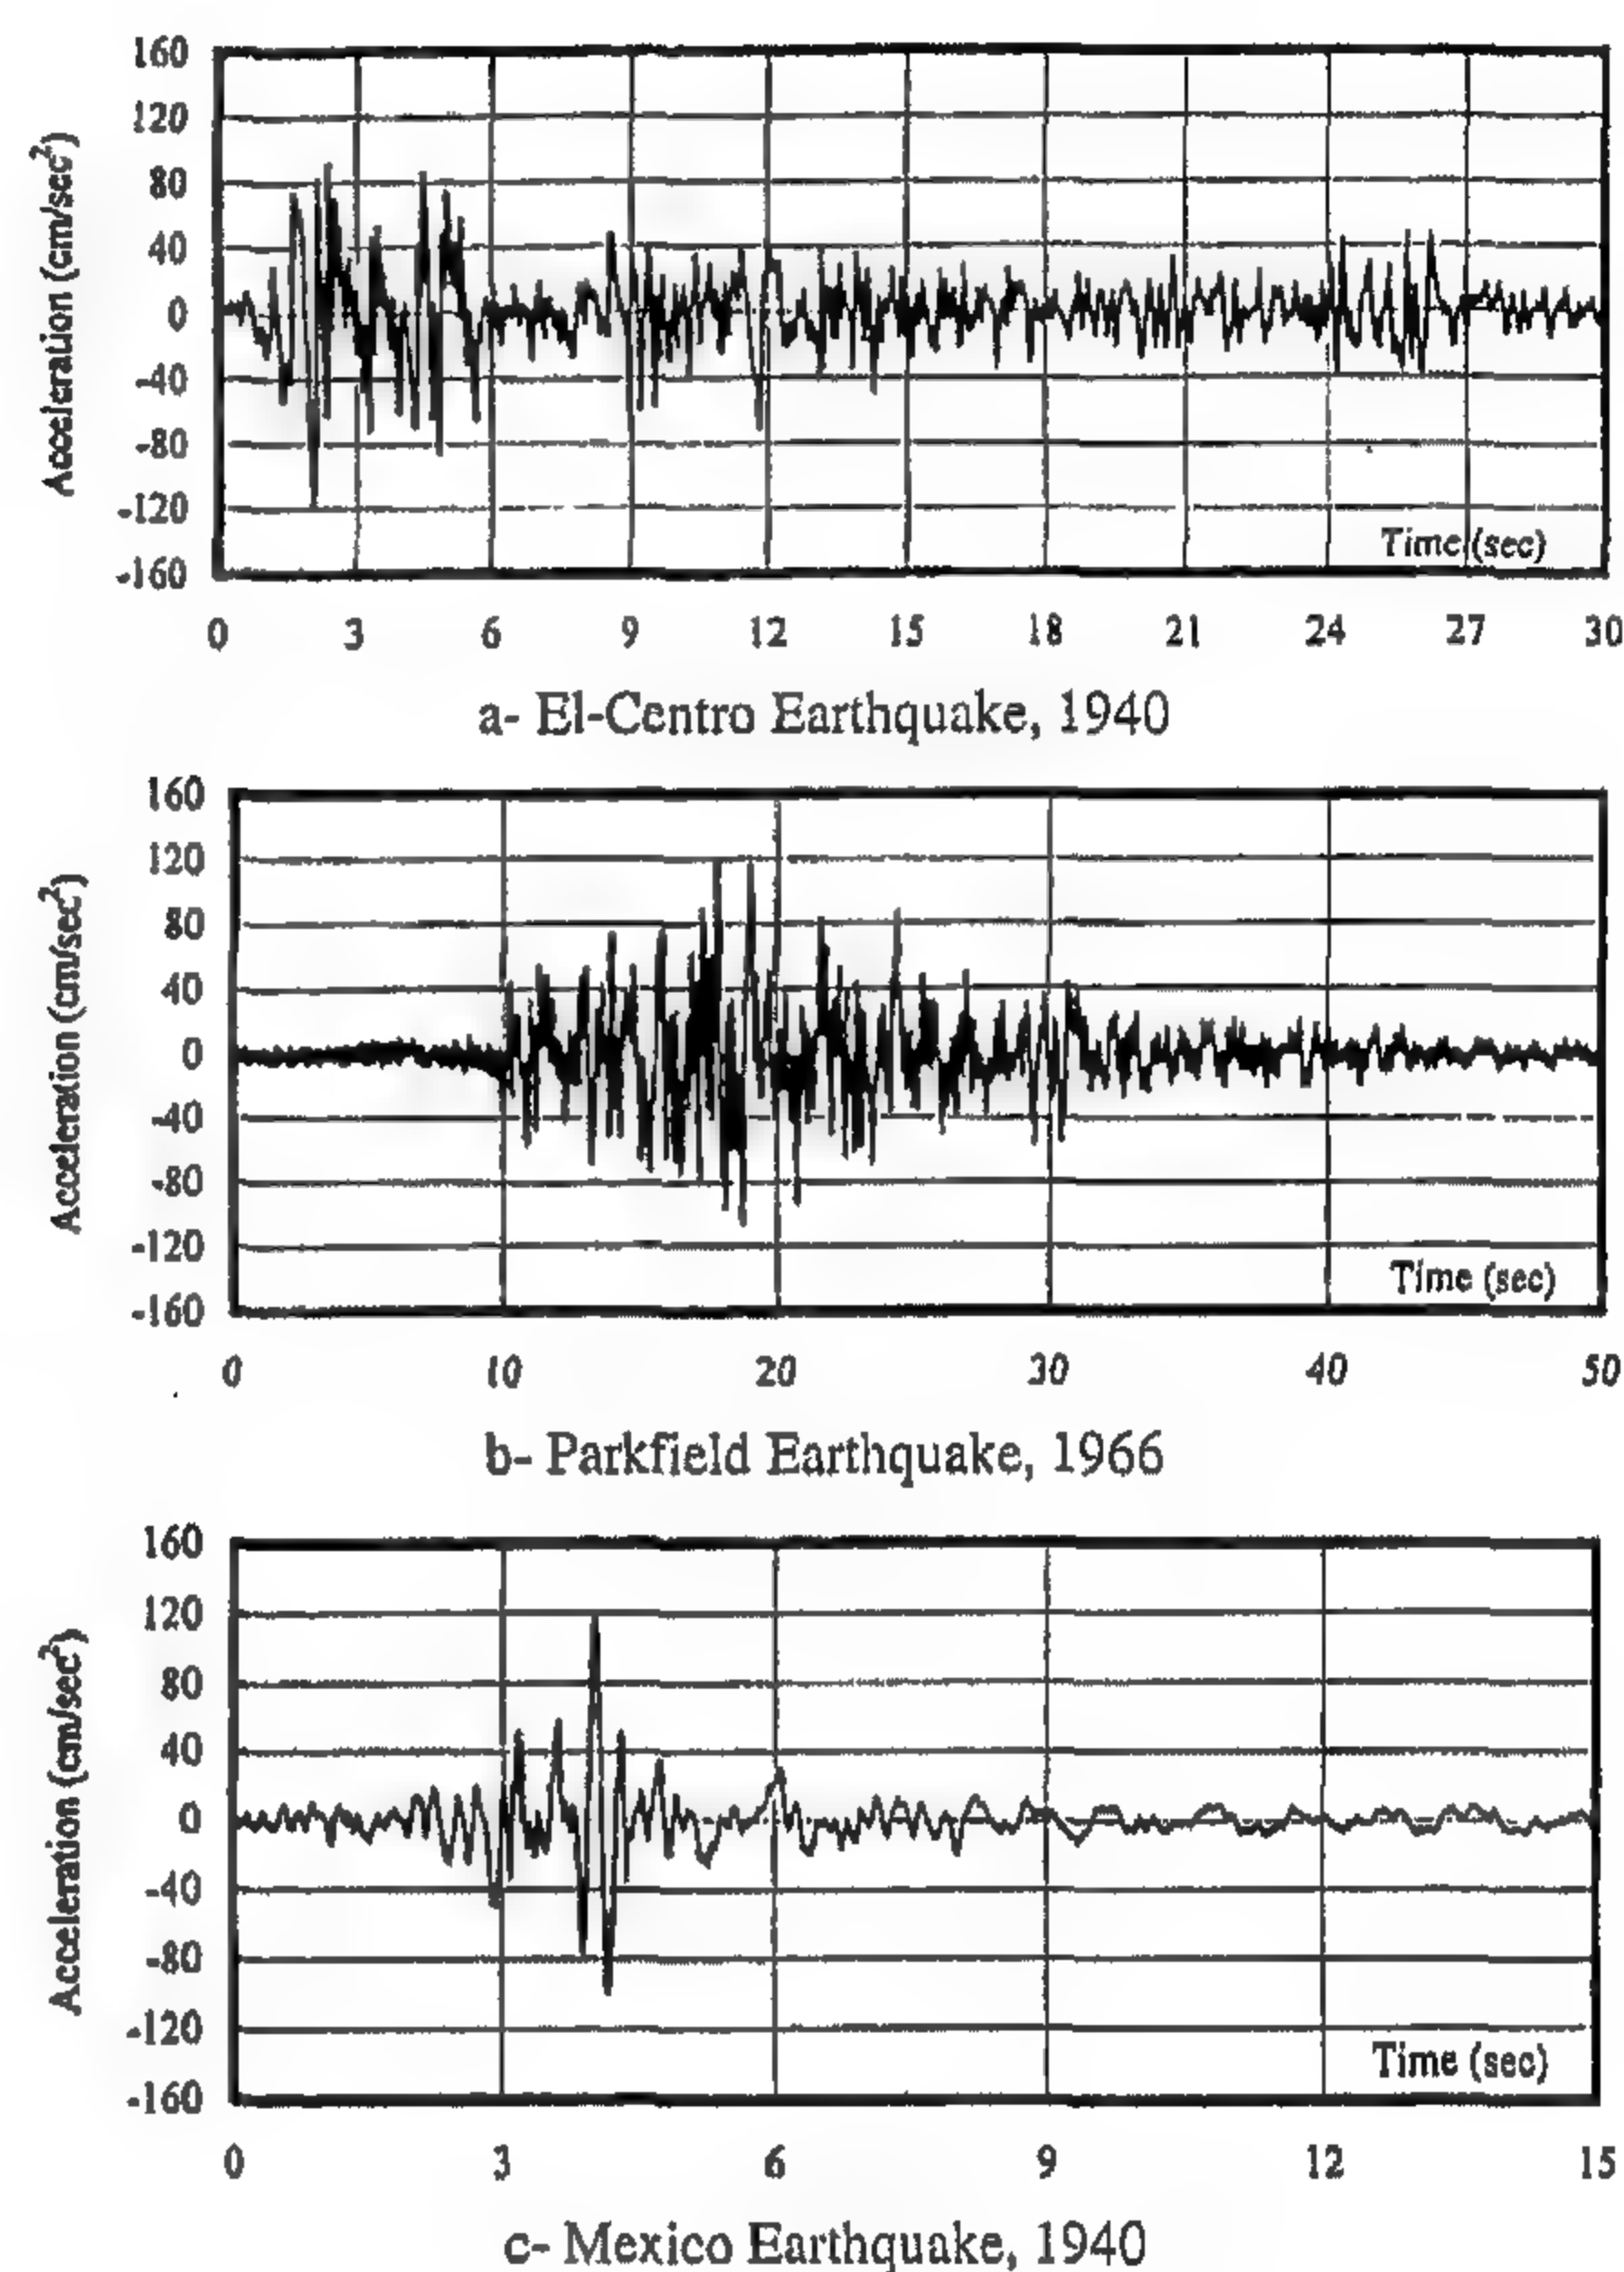 160
120
80
40
0
-40
-80
-120
-160
Acceleration (cm/sec²)
Time (sec)
0 3 6 9 12 15 18 21 24 27 30
a- El-Centro Earthquake, 1940
160
120
80
40
0
-40
-80
-120
-160
Acceleration (cm/sec²)
Time (sec)
0 10 20 30 40 50
b- Parkfield Earthquake, 1966
160
120
80
40
0
-40
-80
-120
-160
Acceleration (cm/sec²)
Time (sec)
0 3 6 9 12 15
c- Mexico Earthquake, 1940